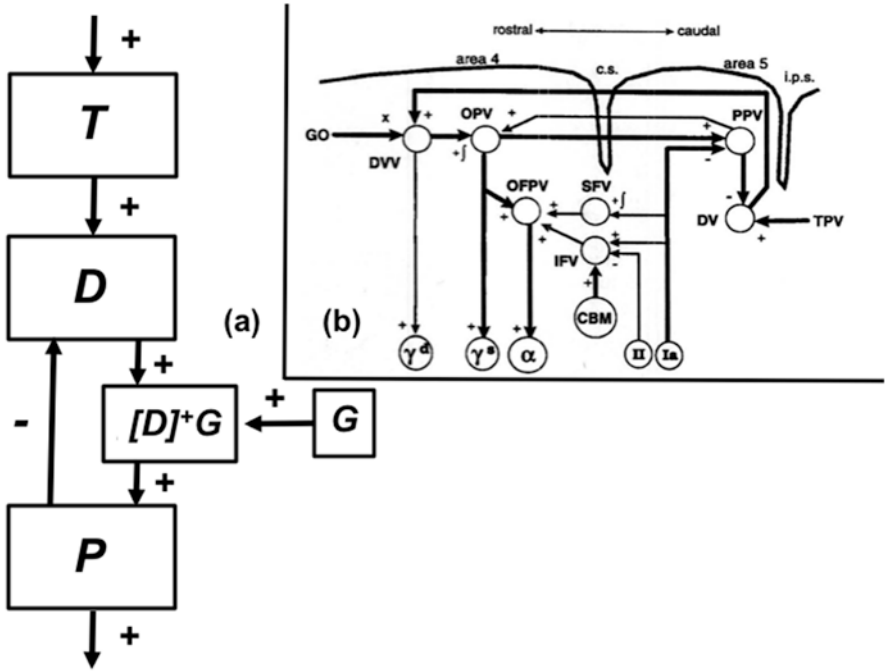 +
T
+
D
(a)
+
-
[D]⁺G
+
G
+
P
+
(b)
rostral
caudal
area 4
c.s.
area 5
i.p.s.
GO
x
+
DVV
OPV
+∫
+
PPV
+
-
OFPV
+
+
+
SFV
+∫
IFV
+
-
+
CBM
-
DV
+
TPV
+
γᵈ
+
γˢ
+
α
II
Ia